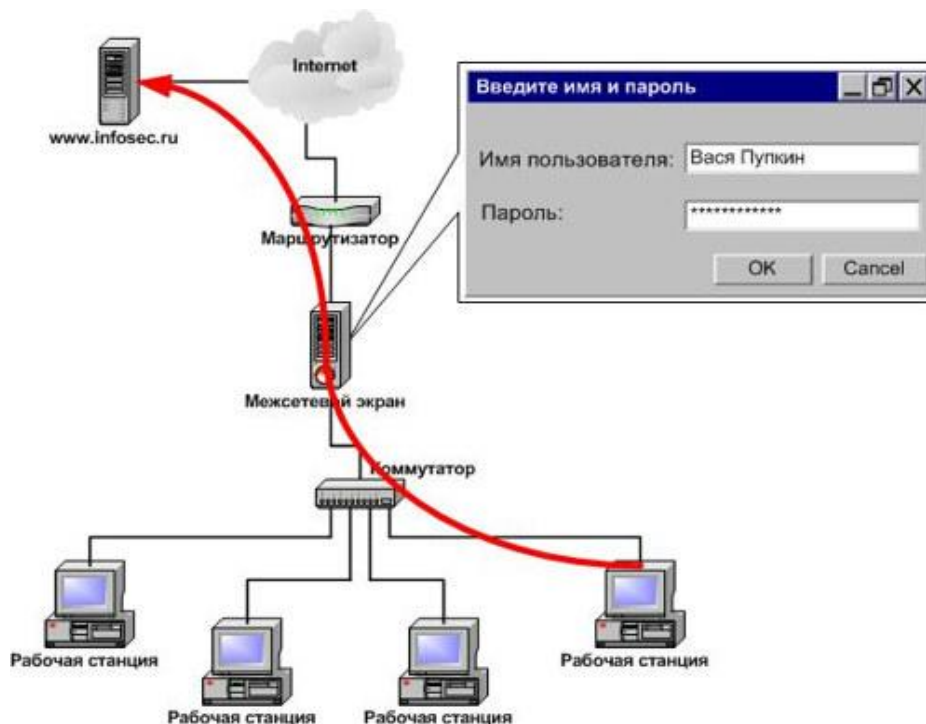 Internet
www.infosec.ru
Введите имя и пароль
Имя пользователя: Вася Пупкин
Пароль: ************
OK Cancel
Маршрутизатор
Межсетевой экран
Коммутатор
Рабочая станция
Рабочая станция
Рабочая станция
Рабочая станция